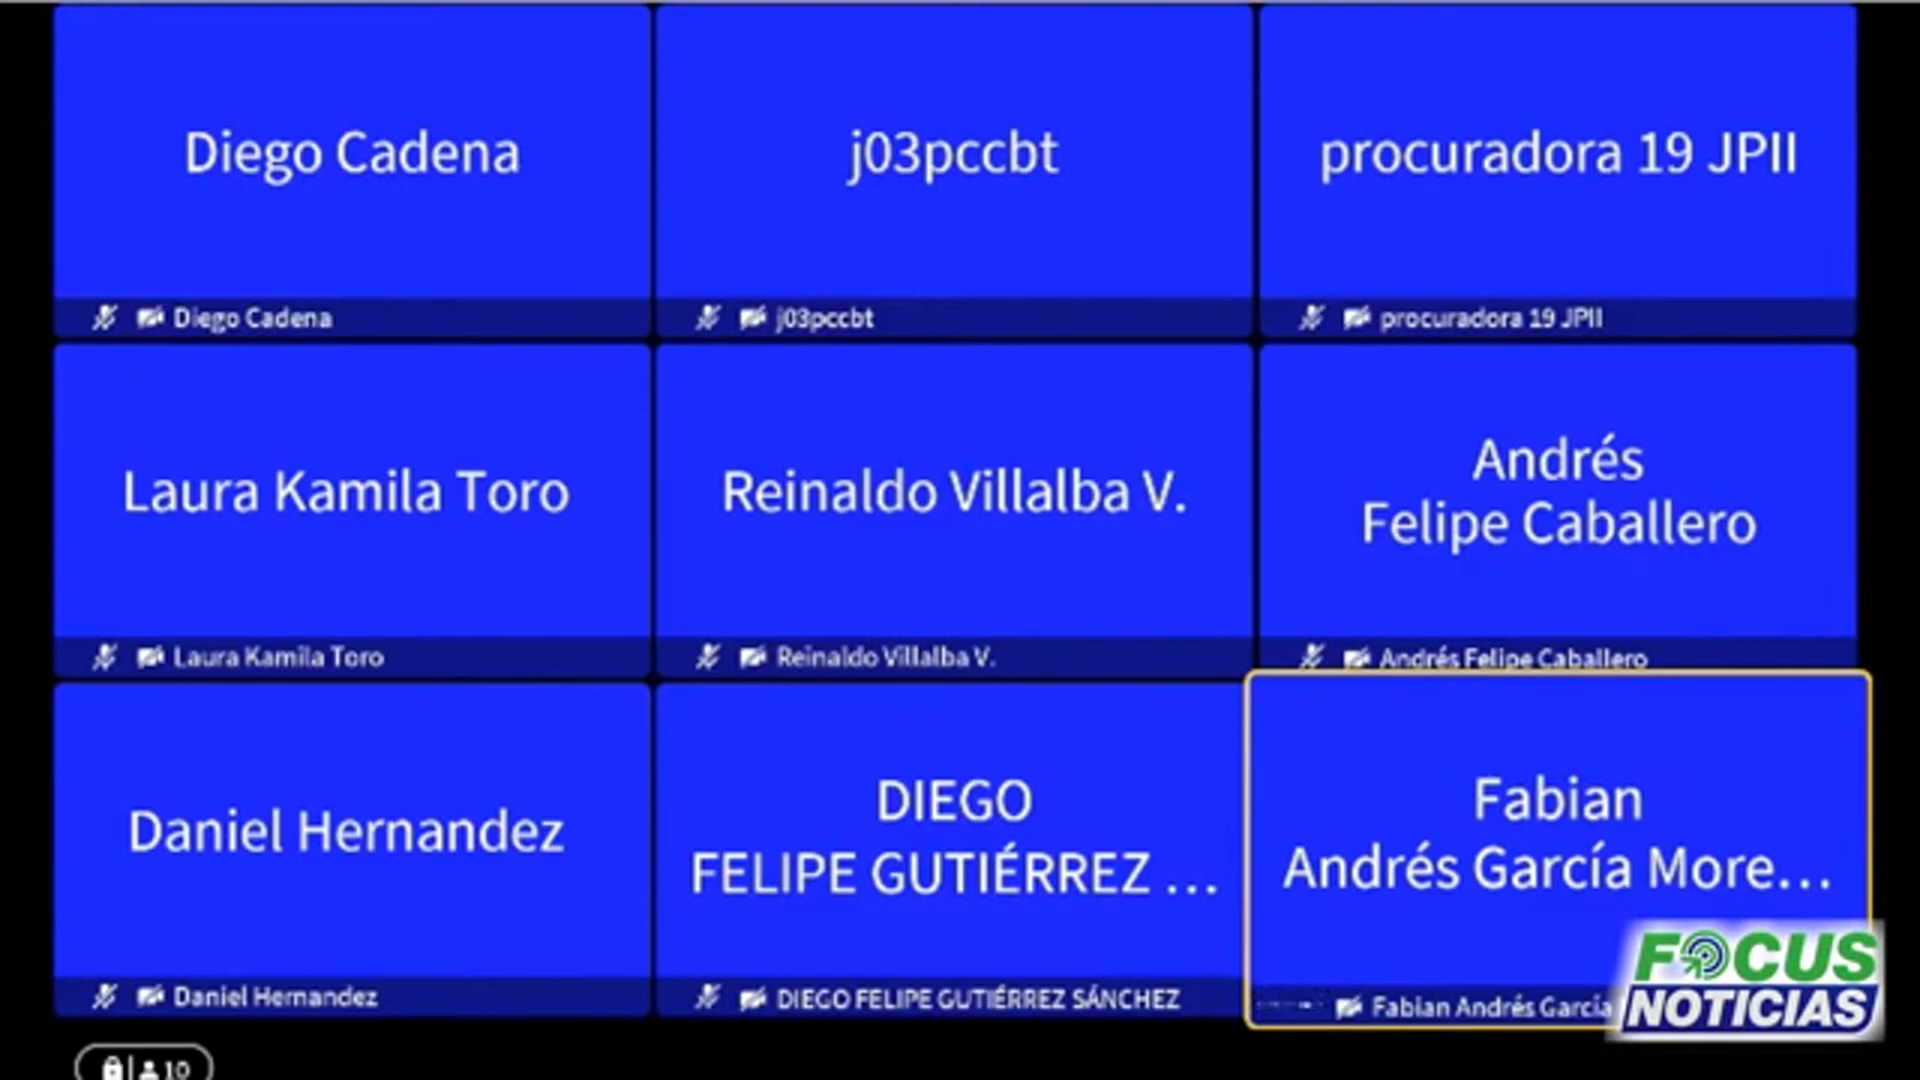 Diego Cadena
j03pccbt
procuradora 19 JPII
Diego Cadena
j03pccbt
procuradora 19 JPII
Laura Kamila Toro
Reinaldo Villalba V.
Andrés
Felipe Caballero
Laura Kamila Toro
Reinaldo Villalba V.
Andrés Felipe Caballero
Daniel Hernandez
DIEGO
FELIPE GUTIÉRREZ ...
Fabian
Andrés García More...
Daniel Hernandez
DIEGO FELIPE GUTIÉRREZ SÁNCHEZ
Fabian Andrés García
FOCUS
NOTICIAS
10